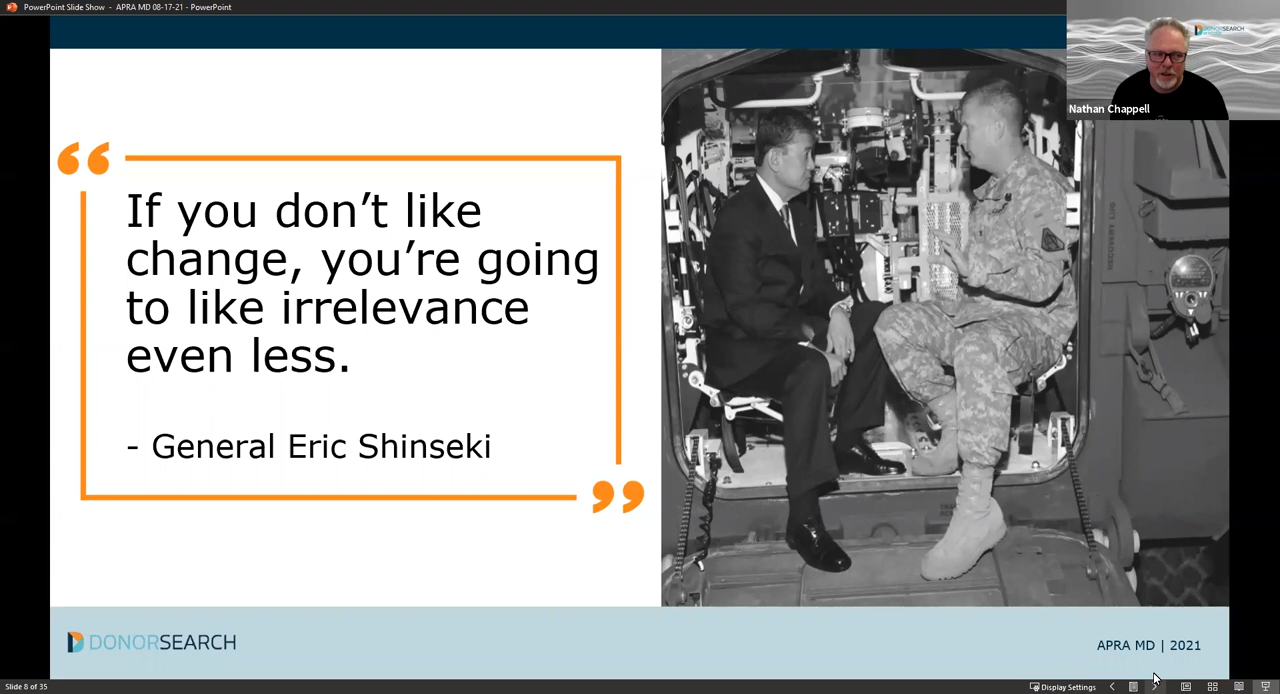 PowerPoint Slide Show - APRA MD 08-17-21 - PowerPoint
DONORSEARCH
Nathan Chappell
“
If you don’t like
change, you’re going
to like irrelevance
even less.
- General Eric Shinseki
”
DONORSEARCH
APRA MD | 2021
Slide 8 of 35
Display Settings